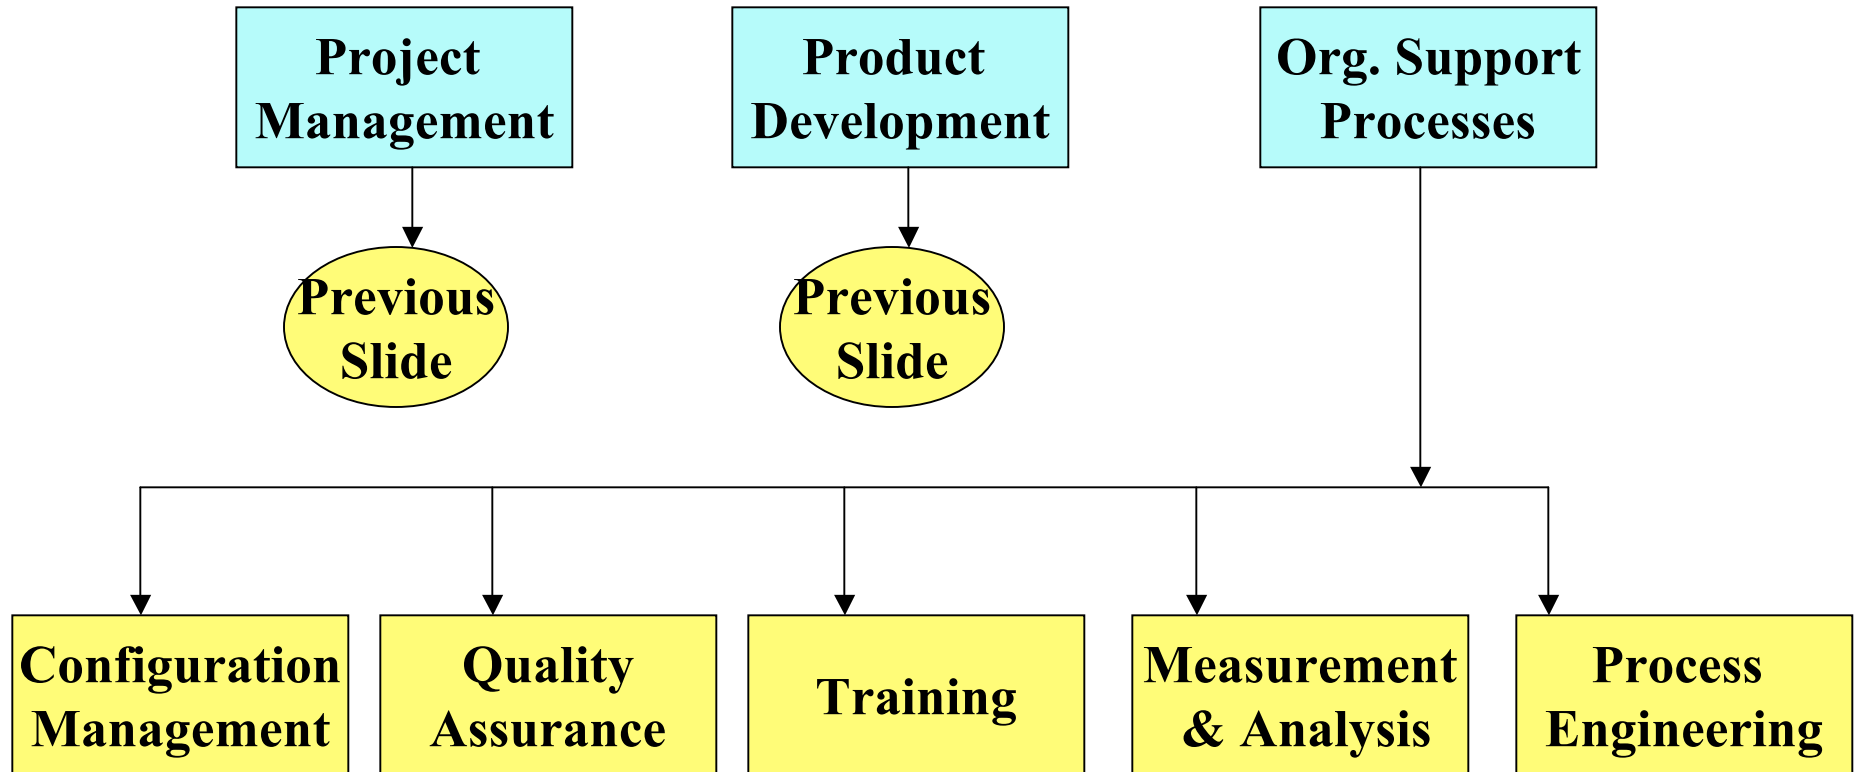 Project
Management
Product
Development
Org. Support
Processes
Previous
Slide
Previous
Slide
Configuration
Management
Quality
Assurance
Training
Measurement
& Analysis
Process
Engineering